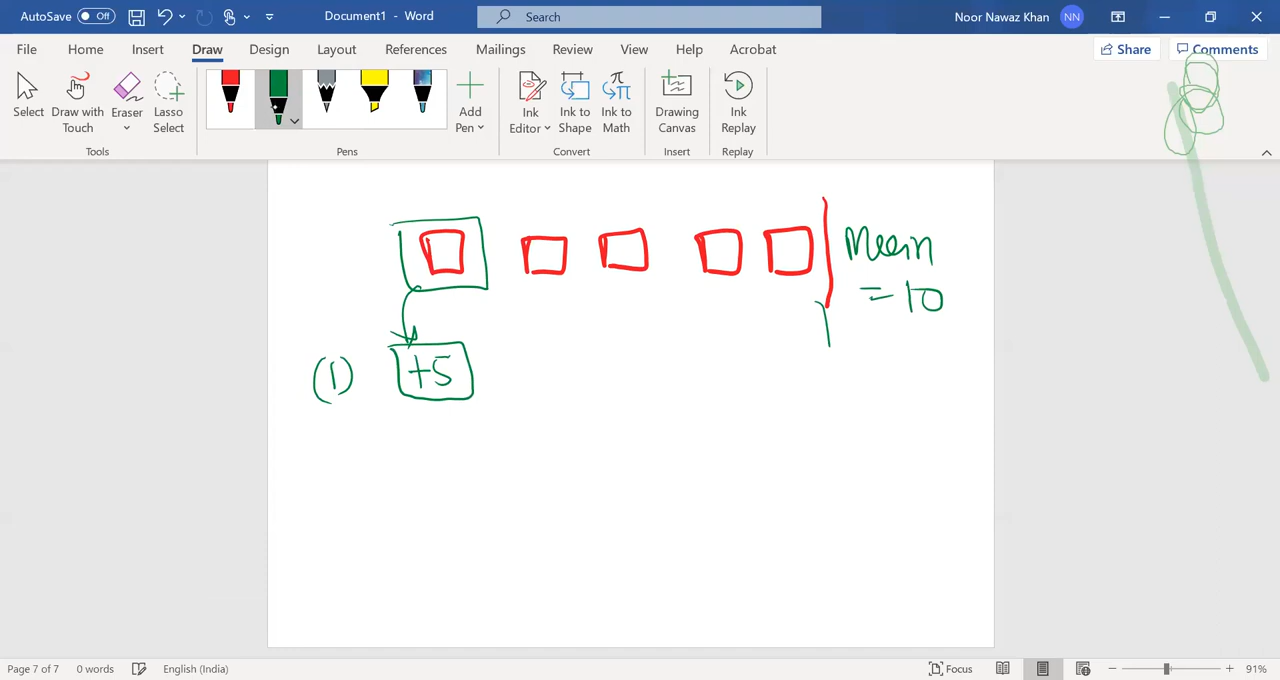 AutoSave Off Document1 - Word Search Noor Nawaz Khan NN
File Home Insert Draw Design Layout References Mailings Review View Help Acrobat Share Comments
Select Draw with Touch Eraser Lasso Select Add Pen Ink Editor Ink to Shape Ink to Math Drawing Canvas Ink Replay
Tools Pens Convert Insert Replay
Mean
= 10
(1) +5
Page 7 of 7 0 words English (India) Focus 91%